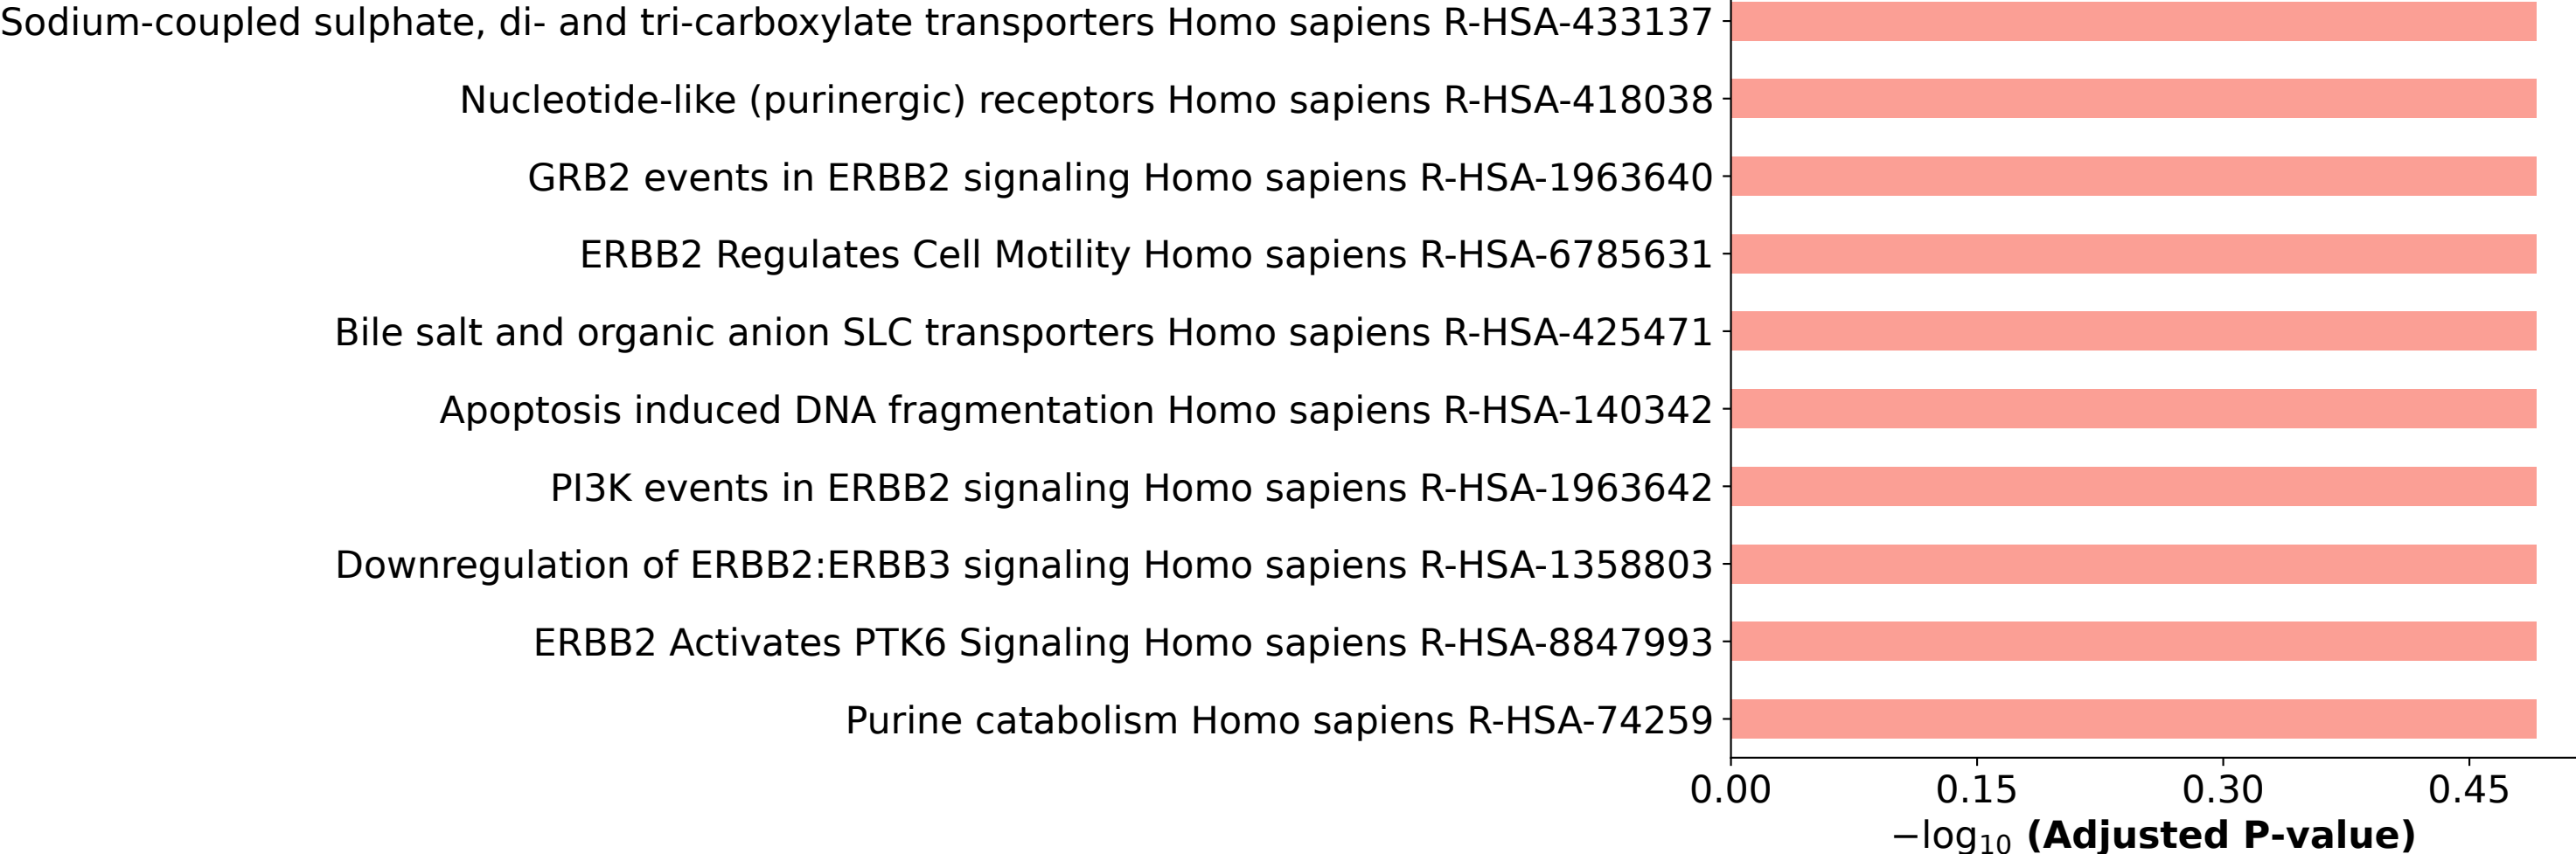 Sodium-coupled sulphate, di- and tri-carboxylate transporters Homo sapiens R-HSA-433137
Nucleotide-like (purinergic) receptors Homo sapiens R-HSA-418038
GRB2 events in ERBB2 signaling Homo sapiens R-HSA-1963640
ERBB2 Regulates Cell Motility Homo sapiens R-HSA-6785631
Bile salt and organic anion SLC transporters Homo sapiens R-HSA-425471
Apoptosis induced DNA fragmentation Homo sapiens R-HSA-140342
PI3K events in ERBB2 signaling Homo sapiens R-HSA-1963642
Downregulation of ERBB2:ERBB3 signaling Homo sapiens R-HSA-1358803
ERBB2 Activates PTK6 Signaling Homo sapiens R-HSA-8847993
Purine catabolism Homo sapiens R-HSA-74259
0.00 0.15 0.30 0.45
−log₁₀ (Adjusted P-value)